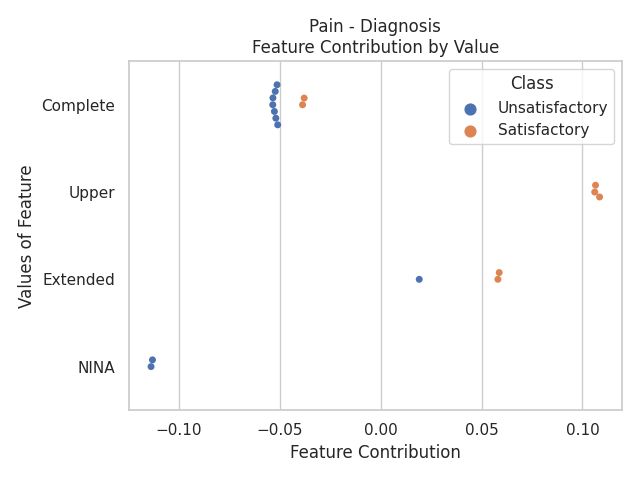 Pain - Diagnosis
Feature Contribution by Value
Class
Unsatisfactory
Satisfactory
Values of Feature
Complete
Upper
Extended
NINA
−0.10
−0.05
0.00
0.05
0.10
Feature Contribution